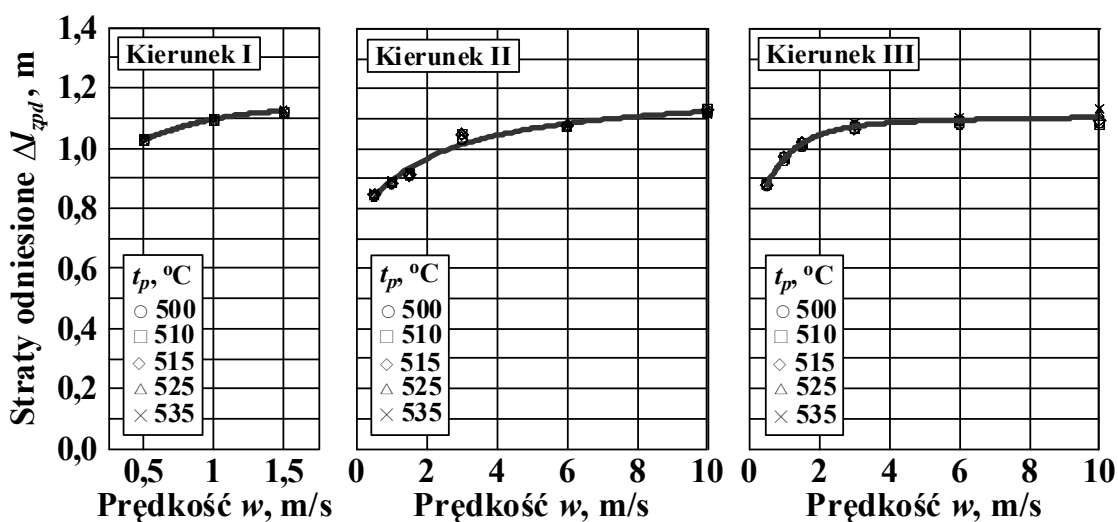 Straty odniesione Δl_zpd, m
1,4
1,2
1,0
0,8
0,6
0,4
0,2
0,0
Kierunek I
t_p, °C
500
510
515
525
535
0,5 1 1,5
Prędkość w, m/s
Kierunek II
t_p, °C
500
510
515
525
535
0 2 4 6 8 10
Prędkość w, m/s
Kierunek III
t_p, °C
500
510
515
525
535
0 2 4 6 8 10
Prędkość w, m/s